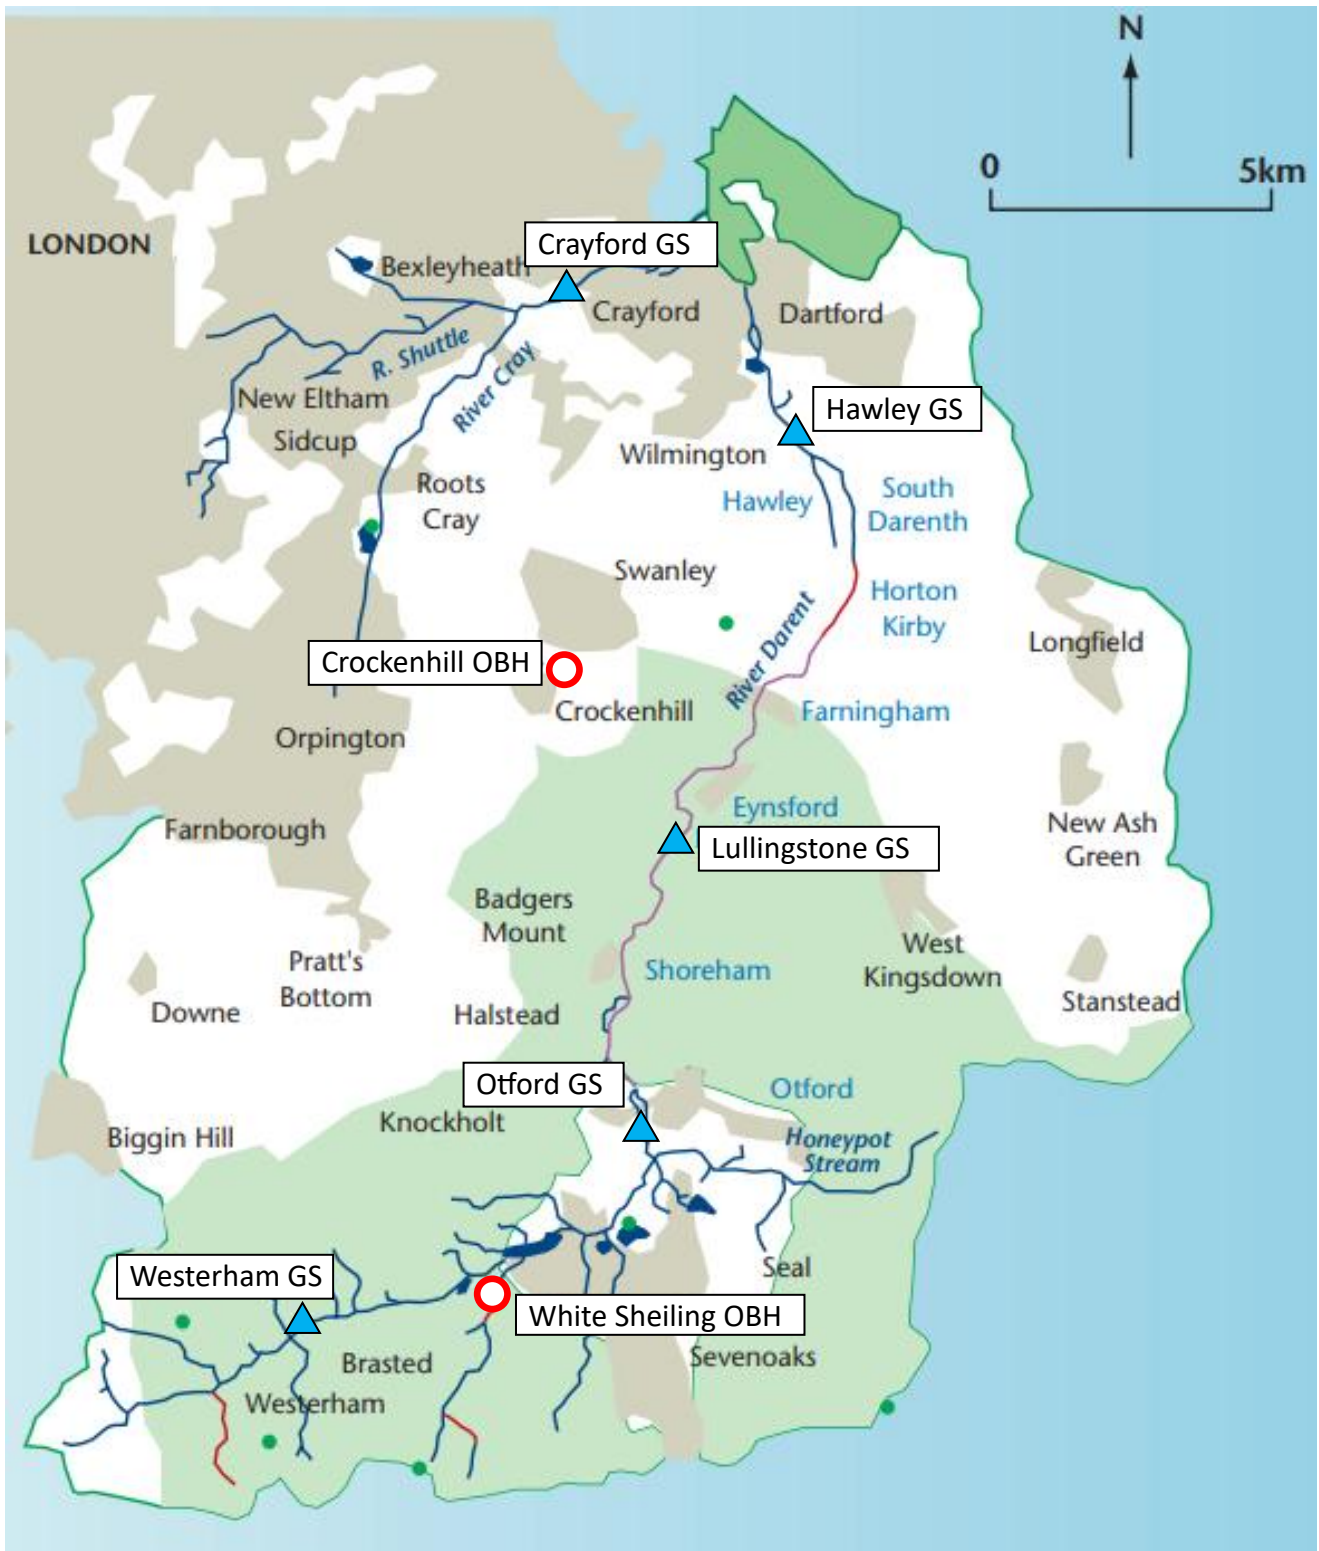 N
0
5km
LONDON
Crayford GS
Bexleyheath
Crayford
Dartford
R. Shuttle
River Cray
New Eltham
Sidcup
Hawley GS
Wilmington
Roots
Cray
Hawley
South
Darenth
Swanley
Horton
Kirby
River Darent
Longfield
Crockenhill OBH
Crockenhill
Farningham
Orpington
Eynsford
Farnborough
Lullingstone GS
New Ash
Green
Badgers
Mount
West
Kingsdown
Pratt's
Bottom
Shoreham
Downe
Halstead
Stanstead
Otford GS
Otford
Knockholt
Biggin Hill
Honeypot
Stream
Westerham GS
Seal
White Sheiling OBH
Brasted
Sevenoaks
Westerham